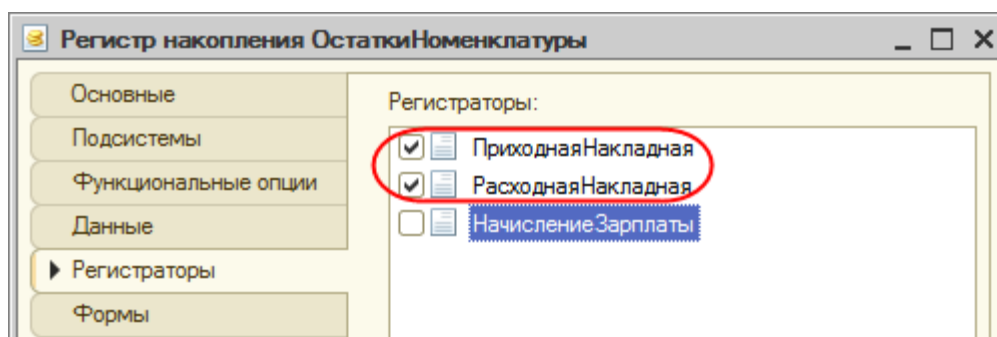 Регистр накопления ОстаткиНоменклатуры
Основные
Подсистемы
Функциональные опции
Данные
Регистраторы
Формы
Регистраторы:
ПриходнаяНакладная
РасходнаяНакладная
НачислениеЗарплаты